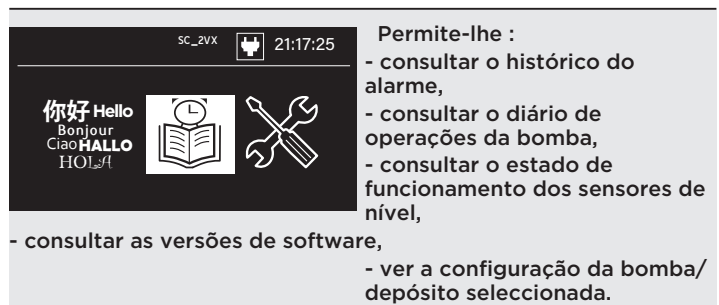 SC_2VX 21:17:25
你好 Hello
Bonjour
Ciao HALLO
HOLA
Permite-lhe :
- consultar o histórico do
alarme,
- consultar o diário de
operações da bomba,
- consultar o estado de
funcionamento dos sensores de
nível,
- consultar as versões de software,
- ver a configuração da bomba/
depósito seleccionada.